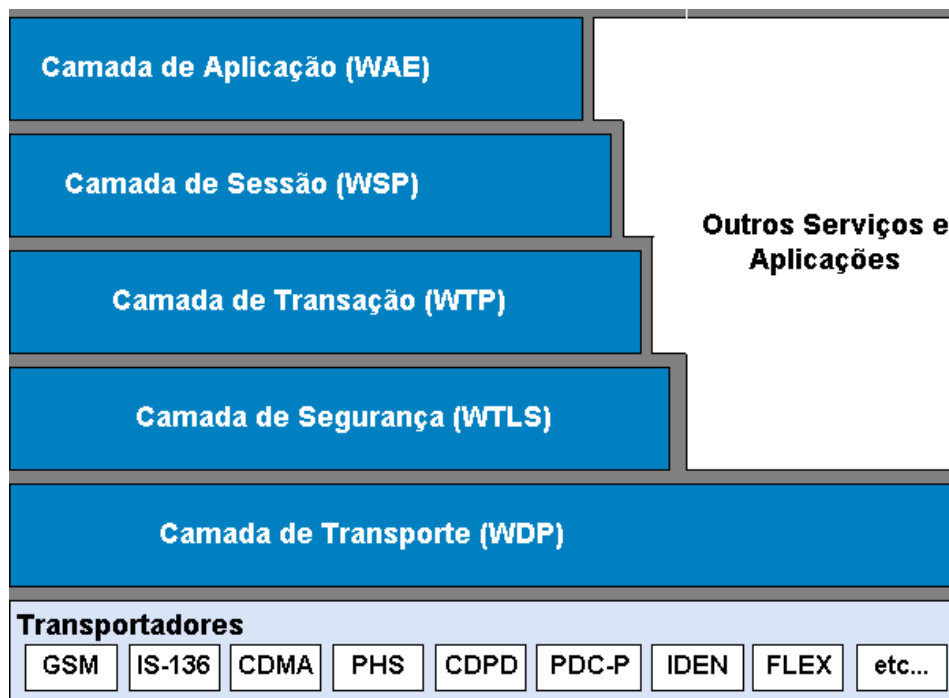 Camada de Aplicação (WAE)
Camada de Sessão (WSP)
Outros Serviços e
Aplicações
Camada de Transação (WTP)
Camada de Segurança (WTLS)
Camada de Transporte (WDP)
Transportadores
GSM IS-136 CDMA PHS CDPD PDC-P IDEN FLEX etc...